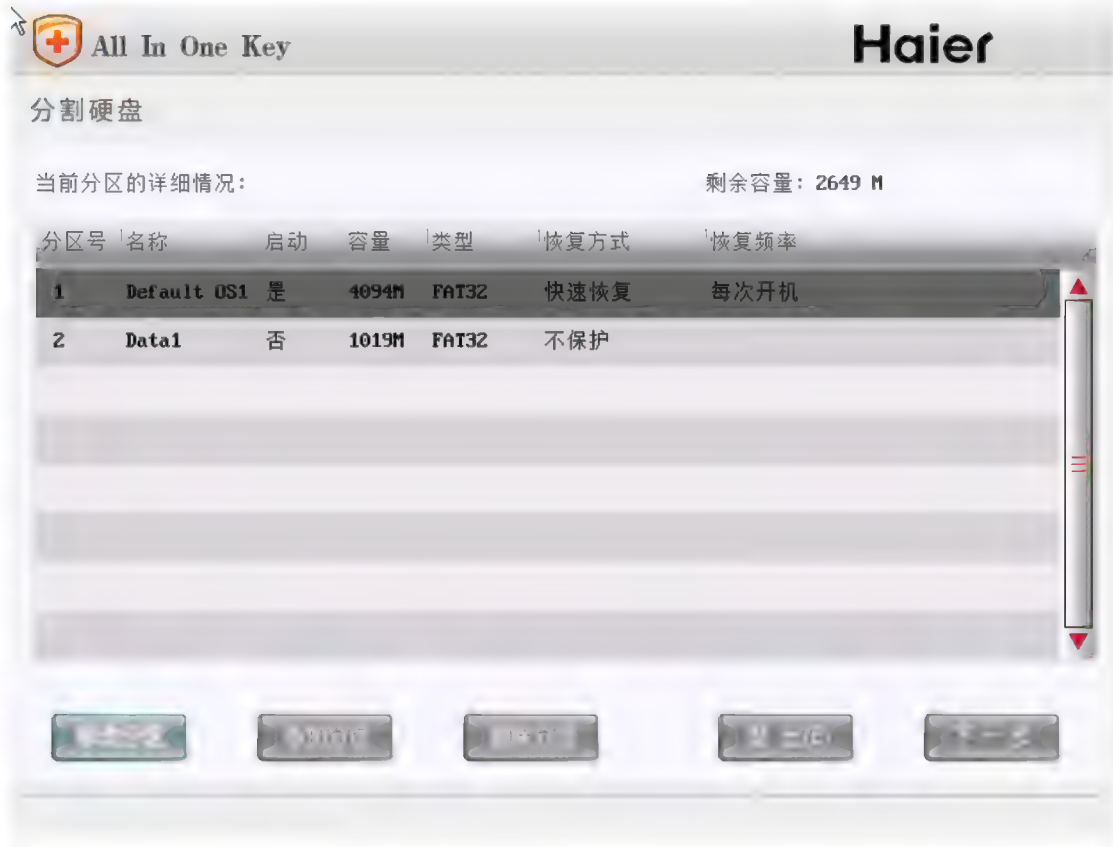 All In One Key
Haier
分割硬盘
当前分区的详细情况: 剩余容量: 2649 M
分区号 名称 启动 容量 类型 恢复方式 恢复频率
1 Default OS1 是 4094M FAT32 快速恢复 每次开机
2 Data1 否 1019M FAT32 不保护